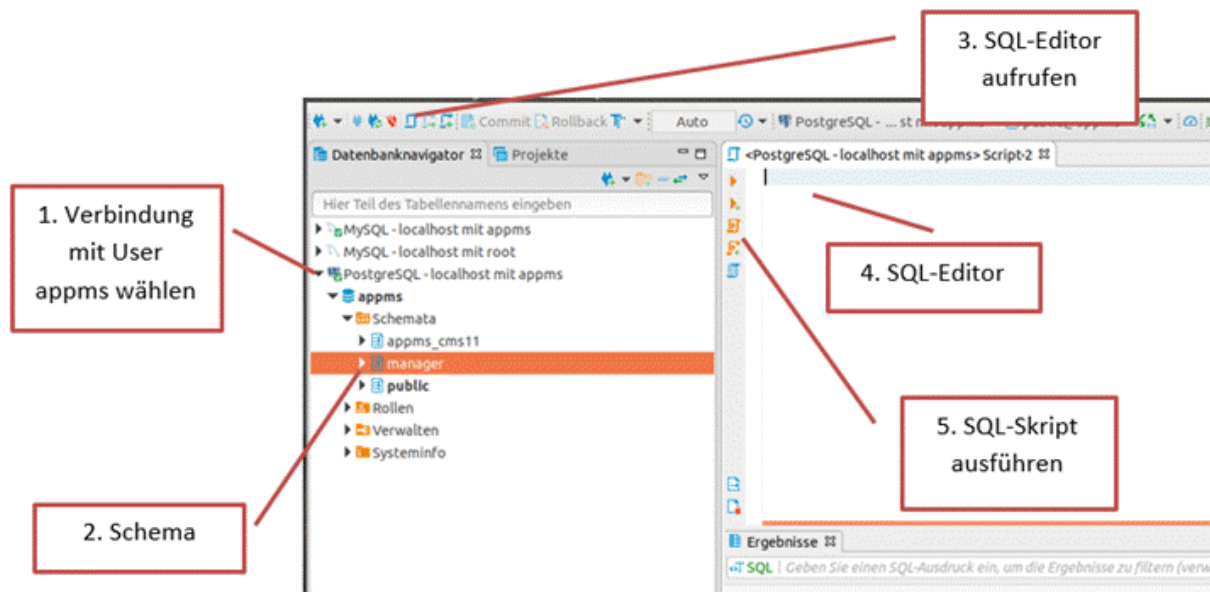 3. SQL-Editor
aufrufen
Commit Rollback Auto PostgreSQL - ... st
Datenbanknavigator Projekte
<PostgreSQL - localhost mit appms> Script-2
1. Verbindung
mit User
appms wählen
Hier Teil des Tabellennamens eingeben
MySQL - localhost mit appms
MySQL - localhost mit root
PostgreSQL - localhost mit appms
appms
Schemata
appms_cms11
manager
public
Rollen
Verwalten
Systeminfo
4. SQL-Editor
5. SQL-Skript
ausführen
2. Schema
Ergebnisse
SQL Geben Sie einen SQL-Ausdruck ein, um die Ergebnisse zu filtern (verw